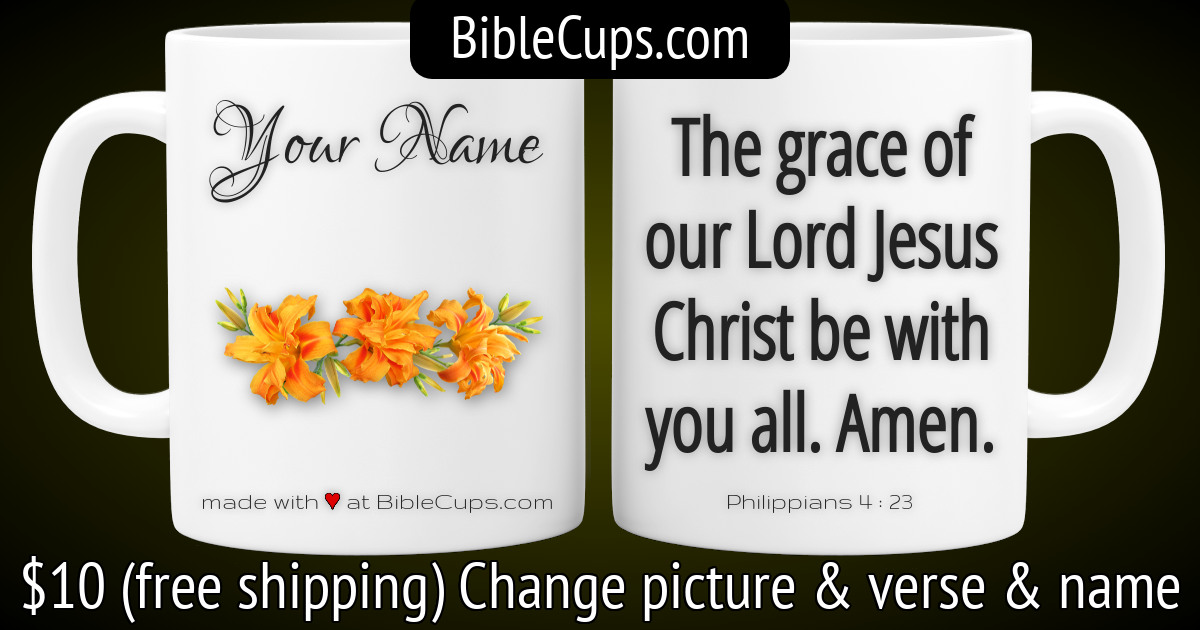 BibleCups.com
Your Name
made with ❤ at BibleCups.com
The grace of
our Lord Jesus
Christ be with
you all. Amen.
Philippians 4 : 23
$10 (free shipping) Change picture & verse & name